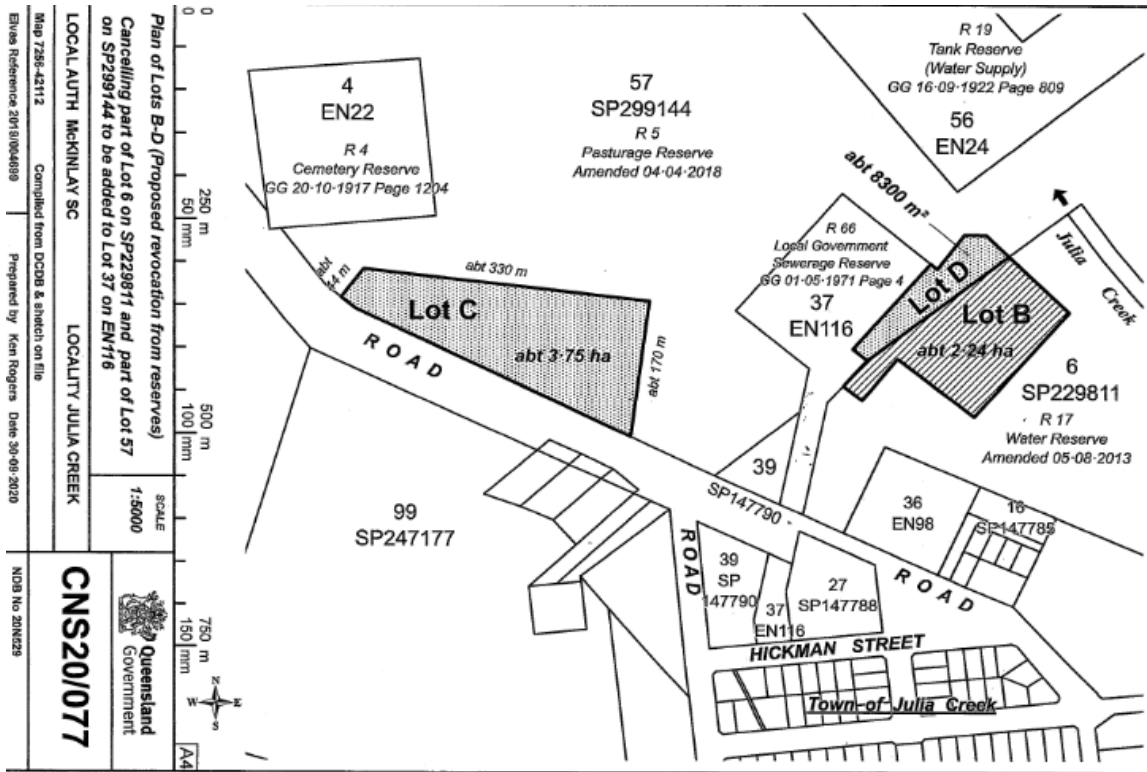 Plan of Lots B-D (Proposed revocation from reserves)
Cancelling part of Lot 6 on SP229811 and part of Lot 57
on SP299144 to be added to Lot 37 on EN116
LOCAL AUTH McKINLAY SC
LOCALITY JULIA CREEK
Map 7256-42112
Compiled from DCDB & sketch on file
Elvas Reference 2019/004699
Prepared by Ken Rogers
Date 30-09-2020
SCALE
1:5000
0
250 m
500 m
750 m
0
50
100 mm
150 mm
Queensland
Government
CNS20/077
NDB No 20N529
A4
N
W
E
S
4
EN22
R 4
Cemetery Reserve
GG 20·10·1917 Page 1204
57
SP299144
R 5
Pasturage Reserve
Amended 04·04·2018
R 19
Tank Reserve
(Water Supply)
GG 16·09·1922 Page 809
56
EN24
abt 8300 m²
R 66
Local Government
Sewerage Reserve
GG 01·05·1971 Page 4
37
EN116
Lot D
Lot B
abt 2·24 ha
Julia
Creek
6
SP229811
R 17
Water Reserve
Amended 05·08·2013
abt
44 m
abt 330 m
Lot C
abt 3·75 ha
abt 170 m
ROAD
39
SP147790
99
SP247177
36
EN98
16
SP147785
ROAD
39
SP
147790
37
EN116
27
SP147788
ROAD
HICKMAN STREET
Town of Julia Creek